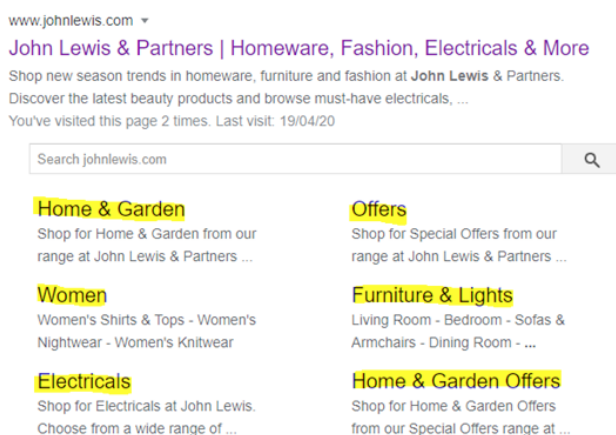 www.johnlewis.com
John Lewis & Partners | Homeware, Fashion, Electricals & More
Shop new season trends in homeware, furniture and fashion at John Lewis & Partners.
Discover the latest beauty products and browse must-have electricals, ...
You've visited this page 2 times. Last visit: 19/04/20
Search johnlewis.com
Home & Garden
Shop for Home & Garden from our
range at John Lewis & Partners ...
Offers
Shop for Special Offers from our
range at John Lewis & Partners ...
Women
Women's Shirts & Tops - Women's
Nightwear - Women's Knitwear
Furniture & Lights
Living Room - Bedroom - Sofas &
Armchairs - Dining Room - ...
Electricals
Shop for Electricals at John Lewis.
Choose from a wide range of ...
Home & Garden Offers
Shop for Home & Garden Offers
from our Special Offers range at ...